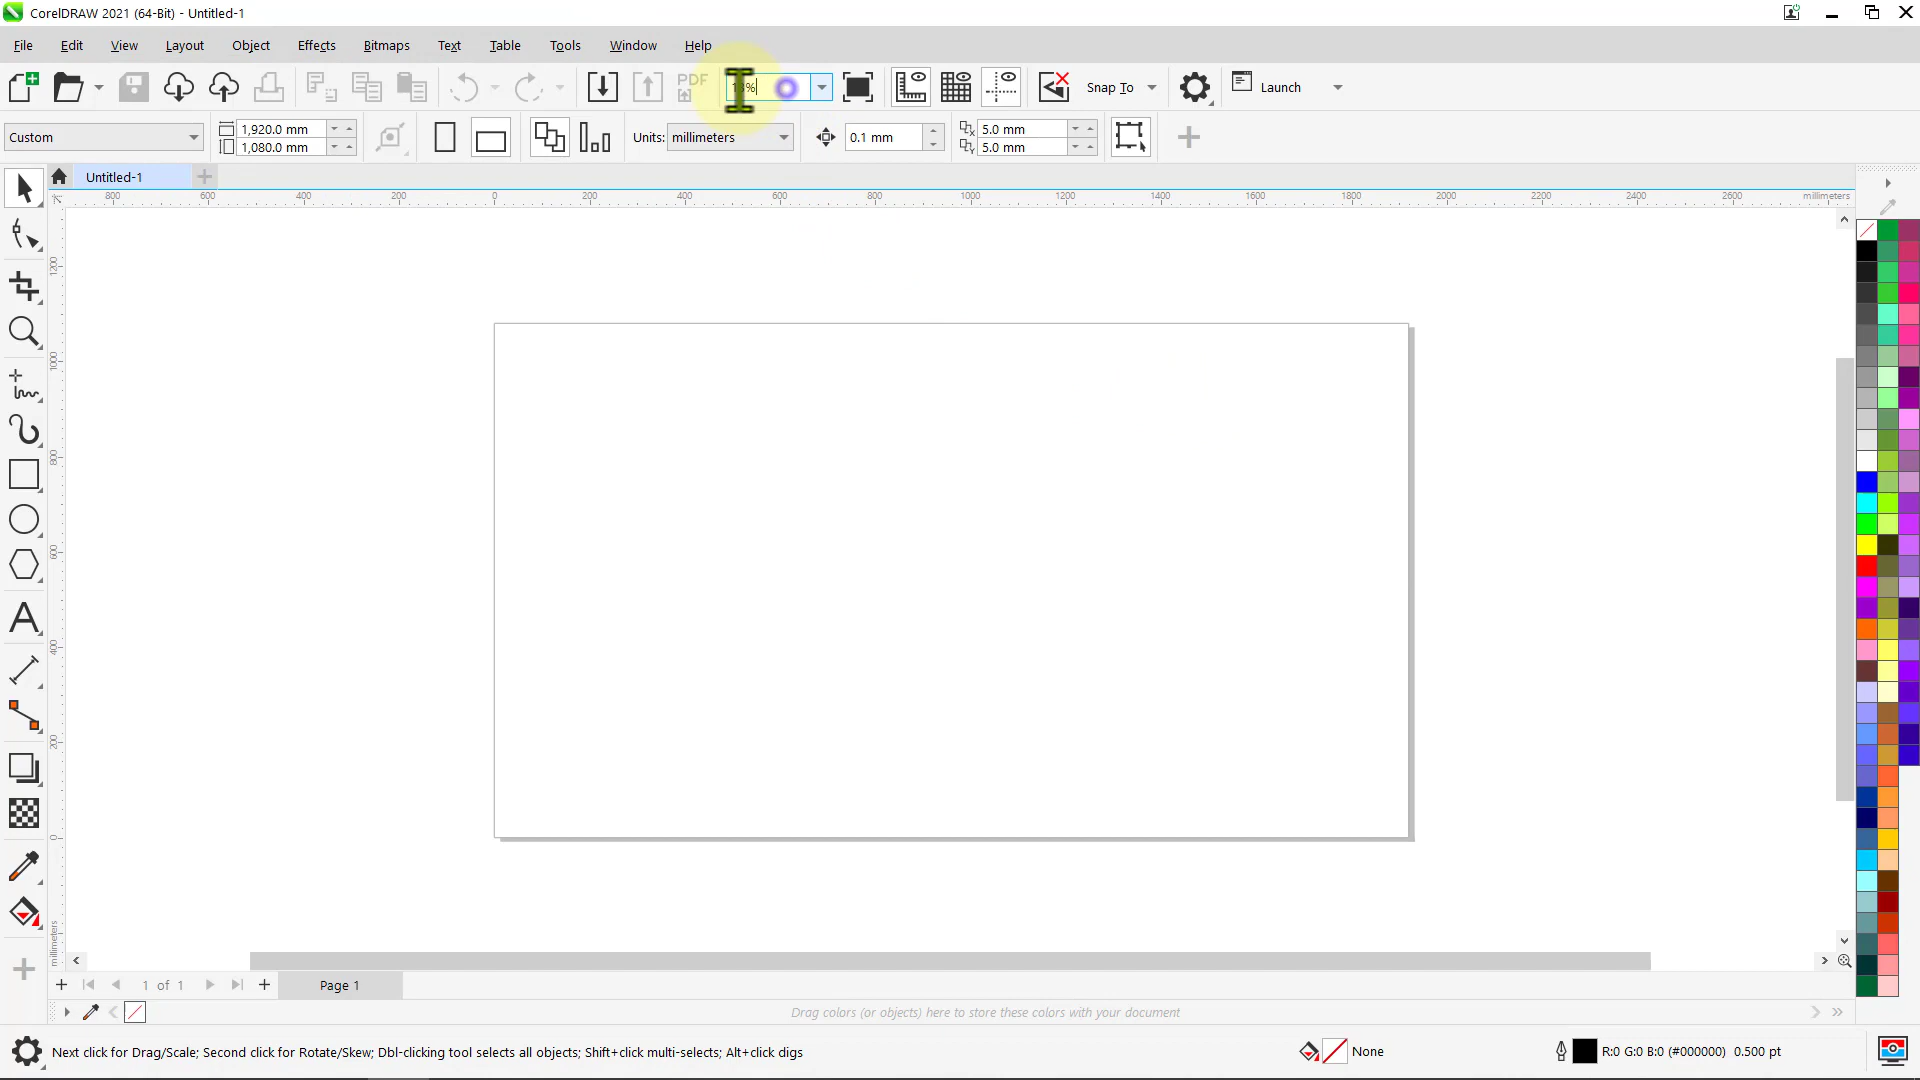 CorelDRAW 2021 (64-Bit) - Untitled-1
File Edit View Layout Object Effects Bitmaps Text Table Tools Window Help
PDF Snap To Launch
Custom 1,920.0 mm 1,080.0 mm Units: millimeters 0.1 mm 5.0 mm 5.0 mm
Untitled-1
800 600 400 200 0 200 400 600 800 1000 1200 1400 1600 1800 2000 2200 2400 2600 millimeters
1200
1000
800
600
400
200
0
millimeters
1 of 1 Page 1
Drag colors (or objects) here to store these colors with your document
Next click for Drag/Scale; Second click for Rotate/Skew; Dbl-clicking tool selects all objects; Shift+click multi-selects; Alt+click digs None R:0 G:0 B:0 (#000000) 0.500 pt